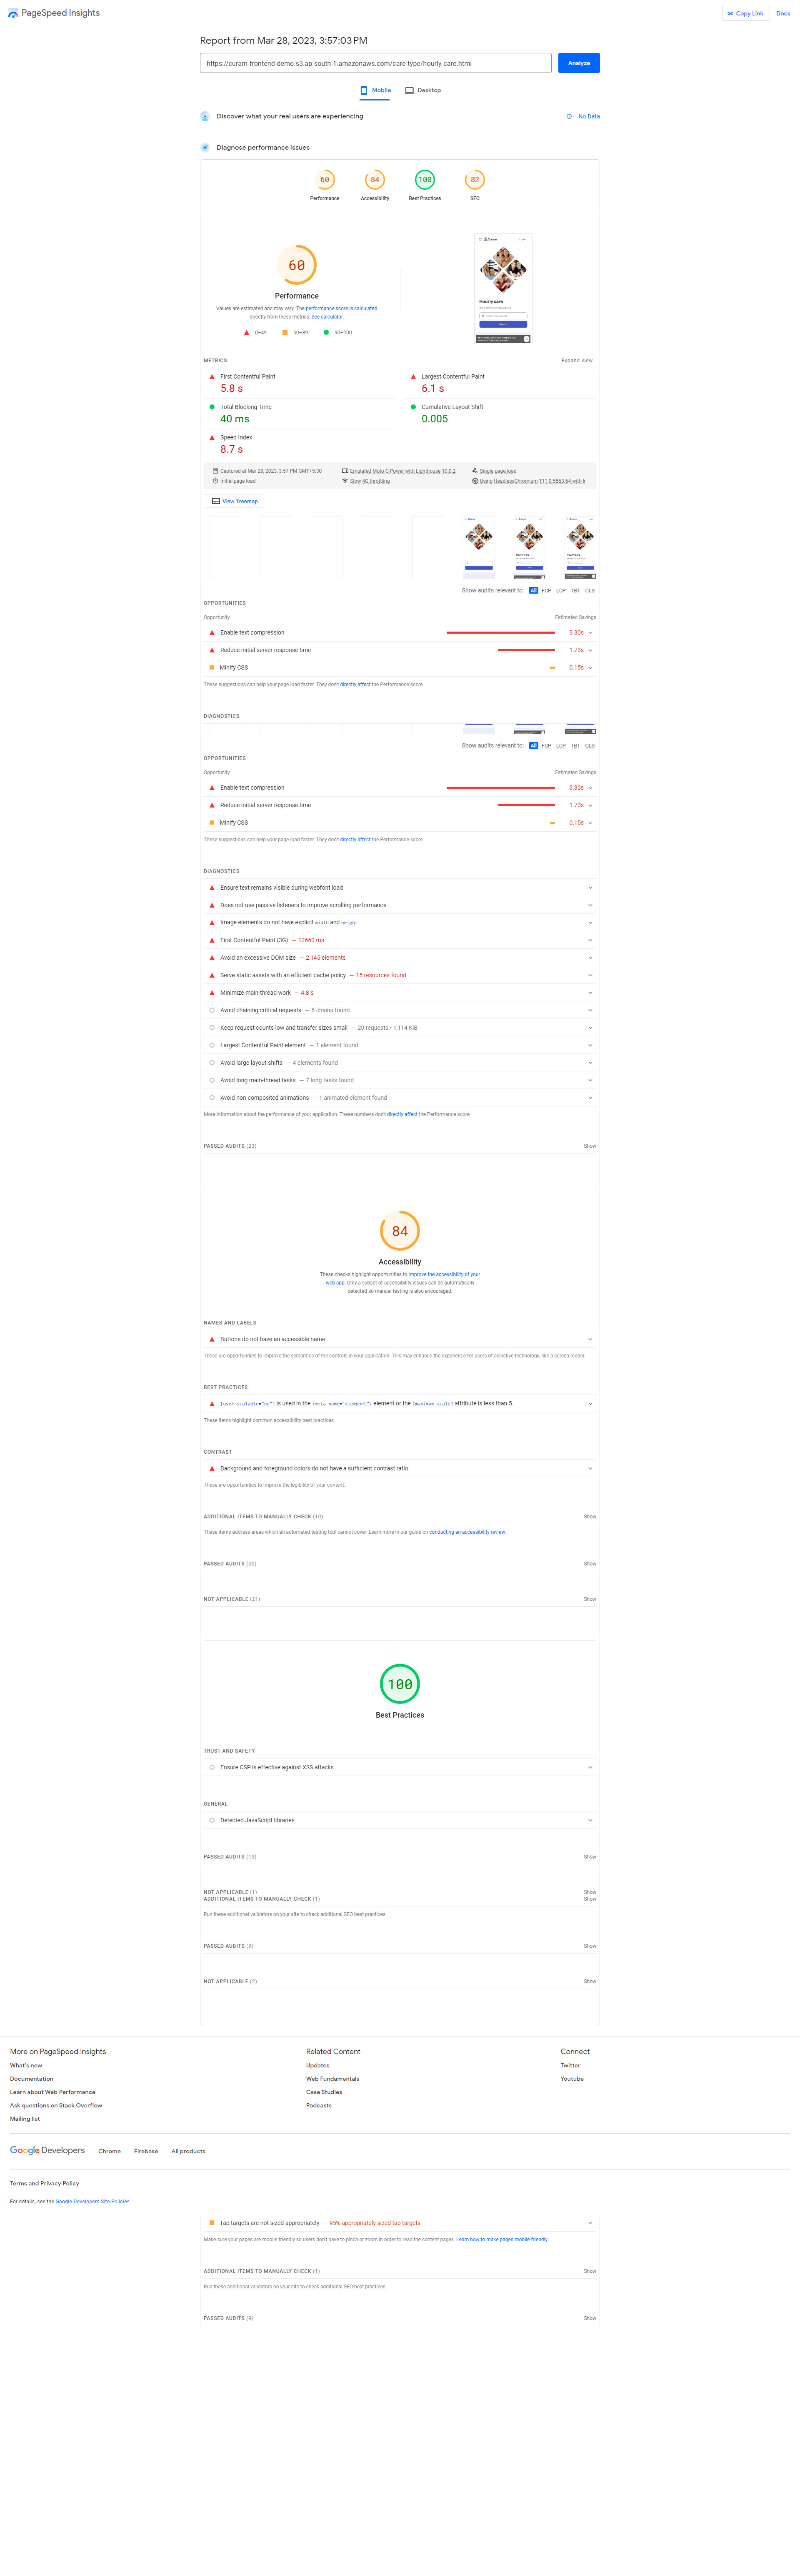 PageSpeed Insights
Copy Link
Docs
Report from Mar 28, 2023, 3:57:03 PM
https://curam-frontend-demo.s3.ap-south-1.amazonaws.com/care-type/hourly-care.html
Analyze
Mobile
Desktop
Discover what your real users are experiencing
No Data
Diagnose performance issues
60
84
100
82
Performance
Accessibility
Best Practices
SEO
60
Performance
Values are estimated and may vary. The performance score is calculated
directly from these metrics. See calculator.
0–49
50–89
90–100
Hourly care
METRICS
Expand view
First Contentful Paint
5.8 s
Largest Contentful Paint
6.1 s
Total Blocking Time
40 ms
Cumulative Layout Shift
0.005
Speed Index
8.7 s
Captured at Mar 28, 2023, 3:57 PM GMT+5:30
Emulated Moto G Power with Lighthouse 10.0.2
Single page load
Initial page load
Slow 4G throttling
Using HeadlessChromium 111.0.5563.64 with lr
View Treemap
Show audits relevant to: All FCP LCP TBT CLS
OPPORTUNITIES
Opportunity
Estimated Savings
Enable text compression
3.30s
Reduce initial server response time
1.73s
Minify CSS
0.15s
These suggestions can help your page load faster. They don't directly affect the Performance score.
DIAGNOSTICS
Show audits relevant to: All FCP LCP TBT CLS
OPPORTUNITIES
Opportunity
Estimated Savings
Enable text compression
3.30s
Reduce initial server response time
1.73s
Minify CSS
0.15s
These suggestions can help your page load faster. They don't directly affect the Performance score.
DIAGNOSTICS
Ensure text remains visible during webfont load
Does not use passive listeners to improve scrolling performance
Image elements do not have explicit width and height
First Contentful Paint (3G) — 12660 ms
Avoid an excessive DOM size — 2,145 elements
Serve static assets with an efficient cache policy — 15 resources found
Minimize main-thread work — 4.8 s
Avoid chaining critical requests — 6 chains found
Keep request counts low and transfer sizes small — 20 requests • 1,114 KiB
Largest Contentful Paint element — 1 element found
Avoid large layout shifts — 4 elements found
Avoid long main-thread tasks — 7 long tasks found
Avoid non-composited animations — 1 animated element found
More information about the performance of your application. These numbers don't directly affect the Performance score.
PASSED AUDITS (23)
Show
84
Accessibility
These checks highlight opportunities to improve the accessibility of your
web app. Only a subset of accessibility issues can be automatically
detected so manual testing is also encouraged.
NAMES AND LABELS
Buttons do not have an accessible name
These are opportunities to improve the semantics of the controls in your application. This may enhance the experience for users of assistive technology, like a screen reader.
BEST PRACTICES
[user-scalable="no"] is used in the <meta name="viewport"> element or the [maximum-scale] attribute is less than 5.
These items highlight common accessibility best practices.
CONTRAST
Background and foreground colors do not have a sufficient contrast ratio.
These are opportunities to improve the legibility of your content.
ADDITIONAL ITEMS TO MANUALLY CHECK (10)
Show
These items address areas which an automated testing tool cannot cover. Learn more in our guide on conducting an accessibility review.
PASSED AUDITS (20)
Show
NOT APPLICABLE (21)
Show
100
Best Practices
TRUST AND SAFETY
Ensure CSP is effective against XSS attacks
GENERAL
Detected JavaScript libraries
PASSED AUDITS (13)
Show
NOT APPLICABLE (1)
Show
ADDITIONAL ITEMS TO MANUALLY CHECK (1)
Show
Run these additional validators on your site to check additional SEO best practices.
PASSED AUDITS (9)
Show
NOT APPLICABLE (2)
Show
More on PageSpeed Insights
What's new
Documentation
Learn about Web Performance
Ask questions on Stack Overflow
Mailing list
Related Content
Updates
Web Fundamentals
Case Studies
Podcasts
Connect
Twitter
Youtube
Google Developers
Chrome
Firebase
All products
Terms and Privacy Policy
For details, see the Google Developers Site Policies.
Tap targets are not sized appropriately — 95% appropriately sized tap targets
Make sure your pages are mobile friendly so users don't have to pinch or zoom in order to read the content pages. Learn how to make pages mobile-friendly.
ADDITIONAL ITEMS TO MANUALLY CHECK (1)
Show
Run these additional validators on your site to check additional SEO best practices.
PASSED AUDITS (9)
Show